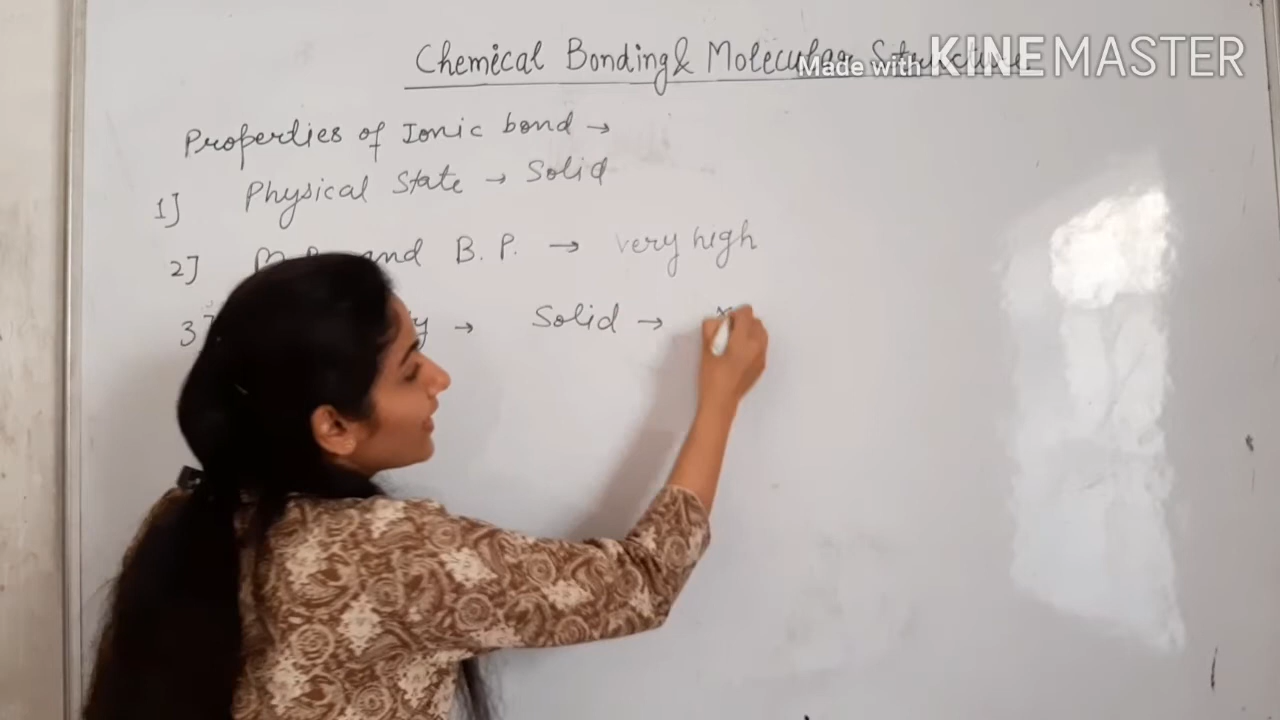 Chemical Bonding & Molecular Structure
Made with KINEMASTER
Properties of Ionic bond →
1] Physical State → Solid
2] and B.P. → very high
3] → Solid →